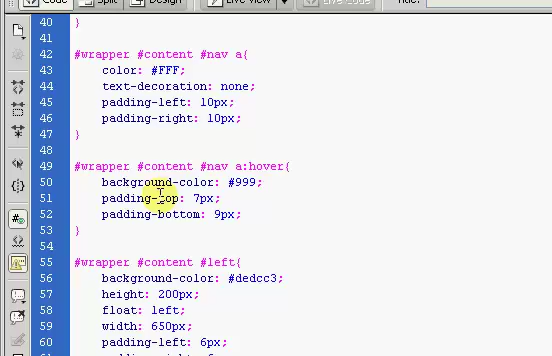 Code Split Design Live View Live Code Title:
40 }
41
42 #wrapper #content #nav a{
43 color: #FFF;
44 text-decoration: none;
45 padding-left: 10px;
46 padding-right: 10px;
47 }
48
49 #wrapper #content #nav a:hover{
50 background-color: #999;
51 padding-top: 7px;
52 padding-bottom: 9px;
53 }
54
55 #wrapper #content #left{
56 background-color: #dedcc3;
57 height: 200px;
58 float: left;
59 width: 650px;
60 padding-left: 6px;